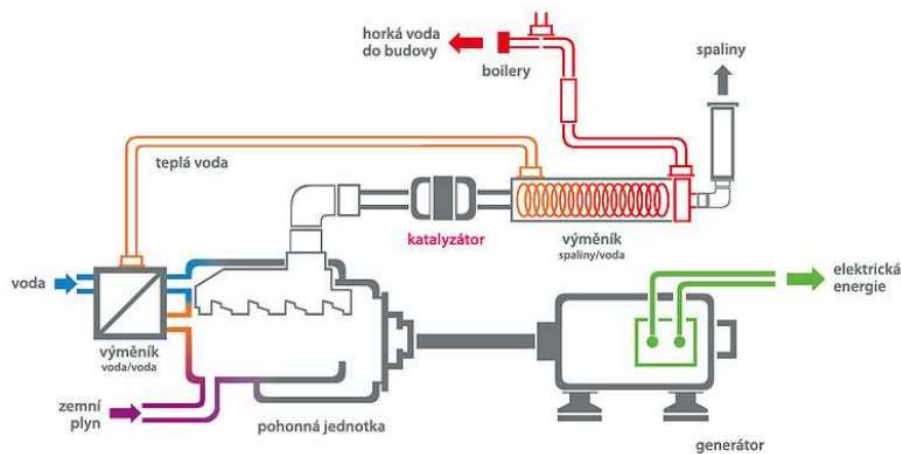 horká voda
do budovy
boilery
spaliny
teplá voda
katalyzátor
výměník
spaliny/voda
voda
elektrická
energie
výměník
voda/voda
zemní
plyn
pohonná jednotka
generátor